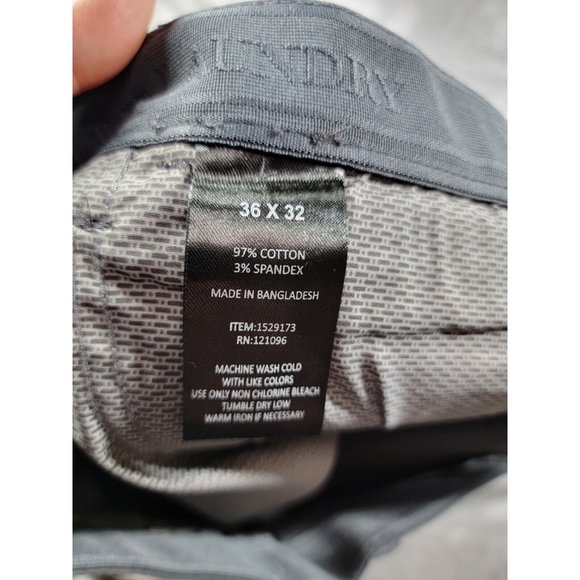 UNDRY
36 X 32
97% COTTON
3% SPANDEX
MADE IN BANGLADESH
ITEM:1529173
RN:121096
MACHINE WASH COLD
WITH LIKE COLORS
USE ONLY NON CHLORINE BLEACH
TUMBLE DRY LOW
WARM IRON IF NECESSARY